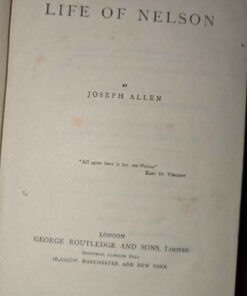 LIFE OF NELSON
BY
JOSEPH ALLEN
"All agree there is but one Nelson"
Earl St. Vincent
LONDON
GEORGE ROUTLEDGE AND SONS, Limited
Broadway, Ludgate Hill
GLASGOW, MANCHESTER, AND NEW YORK